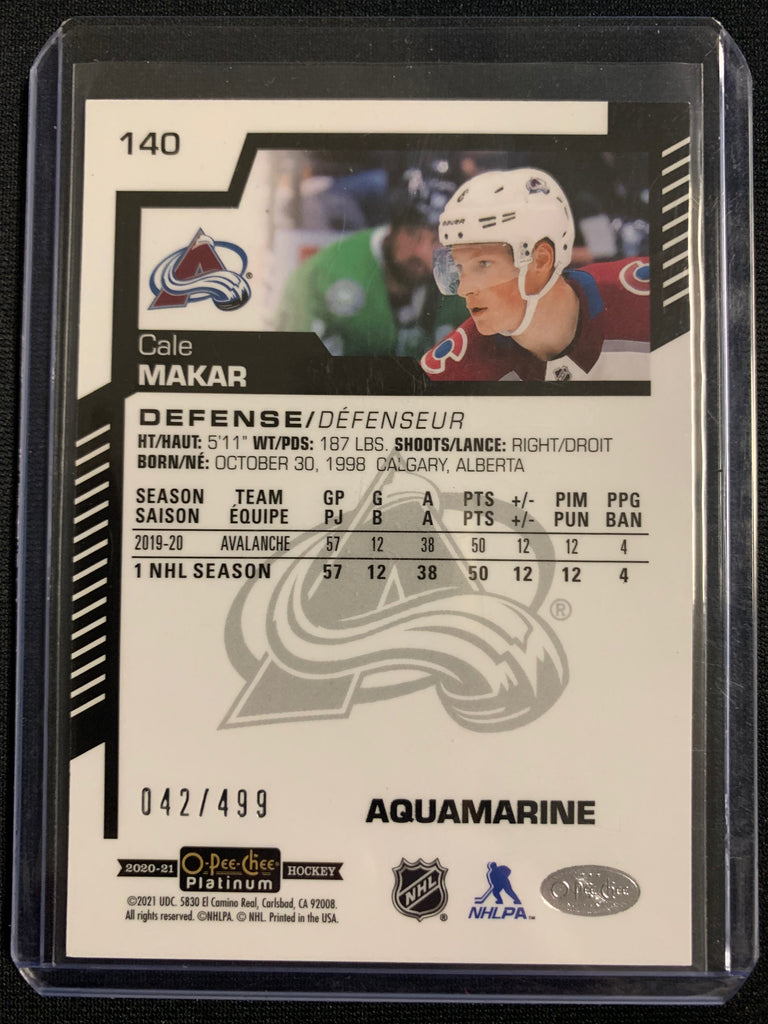 140
BAUER
Cale
MAKAR
DEFENSE/DÉFENSEUR
HT/HAUT: 5'11" WT/PDS: 187 LBS. SHOOTS/LANCE: RIGHT/DROIT
BORN/NÉ: OCTOBER 30, 1998 CALGARY, ALBERTA
SEASON TEAM GP G A PTS +/- PIM PPG
SAISON ÉQUIPE PJ B A PTS +/- PUN BAN
2019-20 AVALANCHE 57 12 38 50 12 12 4
1 NHL SEASON 57 12 38 50 12 12 4
®
042/499 AQUAMARINE
2020-21 O-Pee-Chee Platinum HOCKEY
NHL ® NHLPA™ O-Pee-Chee
©2021 UDC. 5830 El Camino Real, Carlsbad, CA 92008.
All rights reserved. ©NHLPA. © NHL. Printed in the USA.